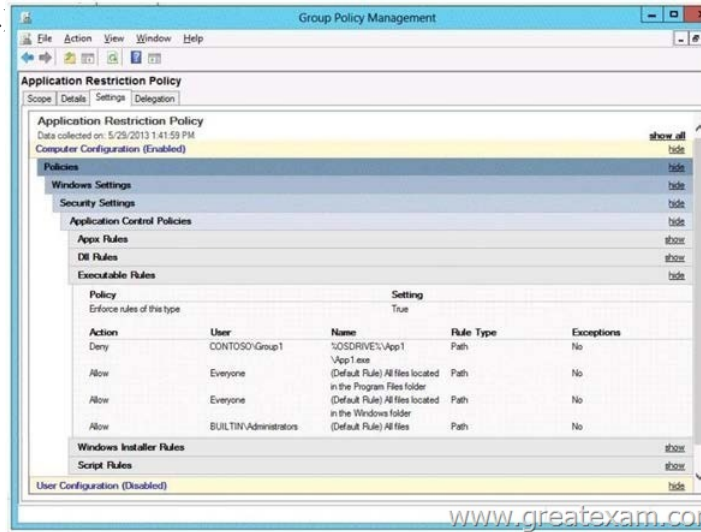 Group Policy Management
File Action View Window Help
Application Restriction Policy
Scope Details Settings Delegation
Application Restriction Policy
Data collected on: 5/29/2013 1:41:59 PM show all
Computer Configuration (Enabled) hide
Policies hide
Windows Settings hide
Security Settings hide
Application Control Policies hide
Appx Rules show
Dll Rules show
Executable Rules hide
Policy Setting
Enforce rules of this type True
Action User Name Rule Type Exceptions
Deny CONTOSO\Group1 %OSDRIVE%\App1 Path No
\App1.exe
Allow Everyone (Default Rule) All files located Path No
in the Program Files folder
Allow Everyone (Default Rule) All files located Path No
in the Windows folder
Allow BUILTIN\Administrators (Default Rule) All files Path No
Windows Installer Rules show
Script Rules show
User Configuration (Disabled) hide
www.greatexam.com